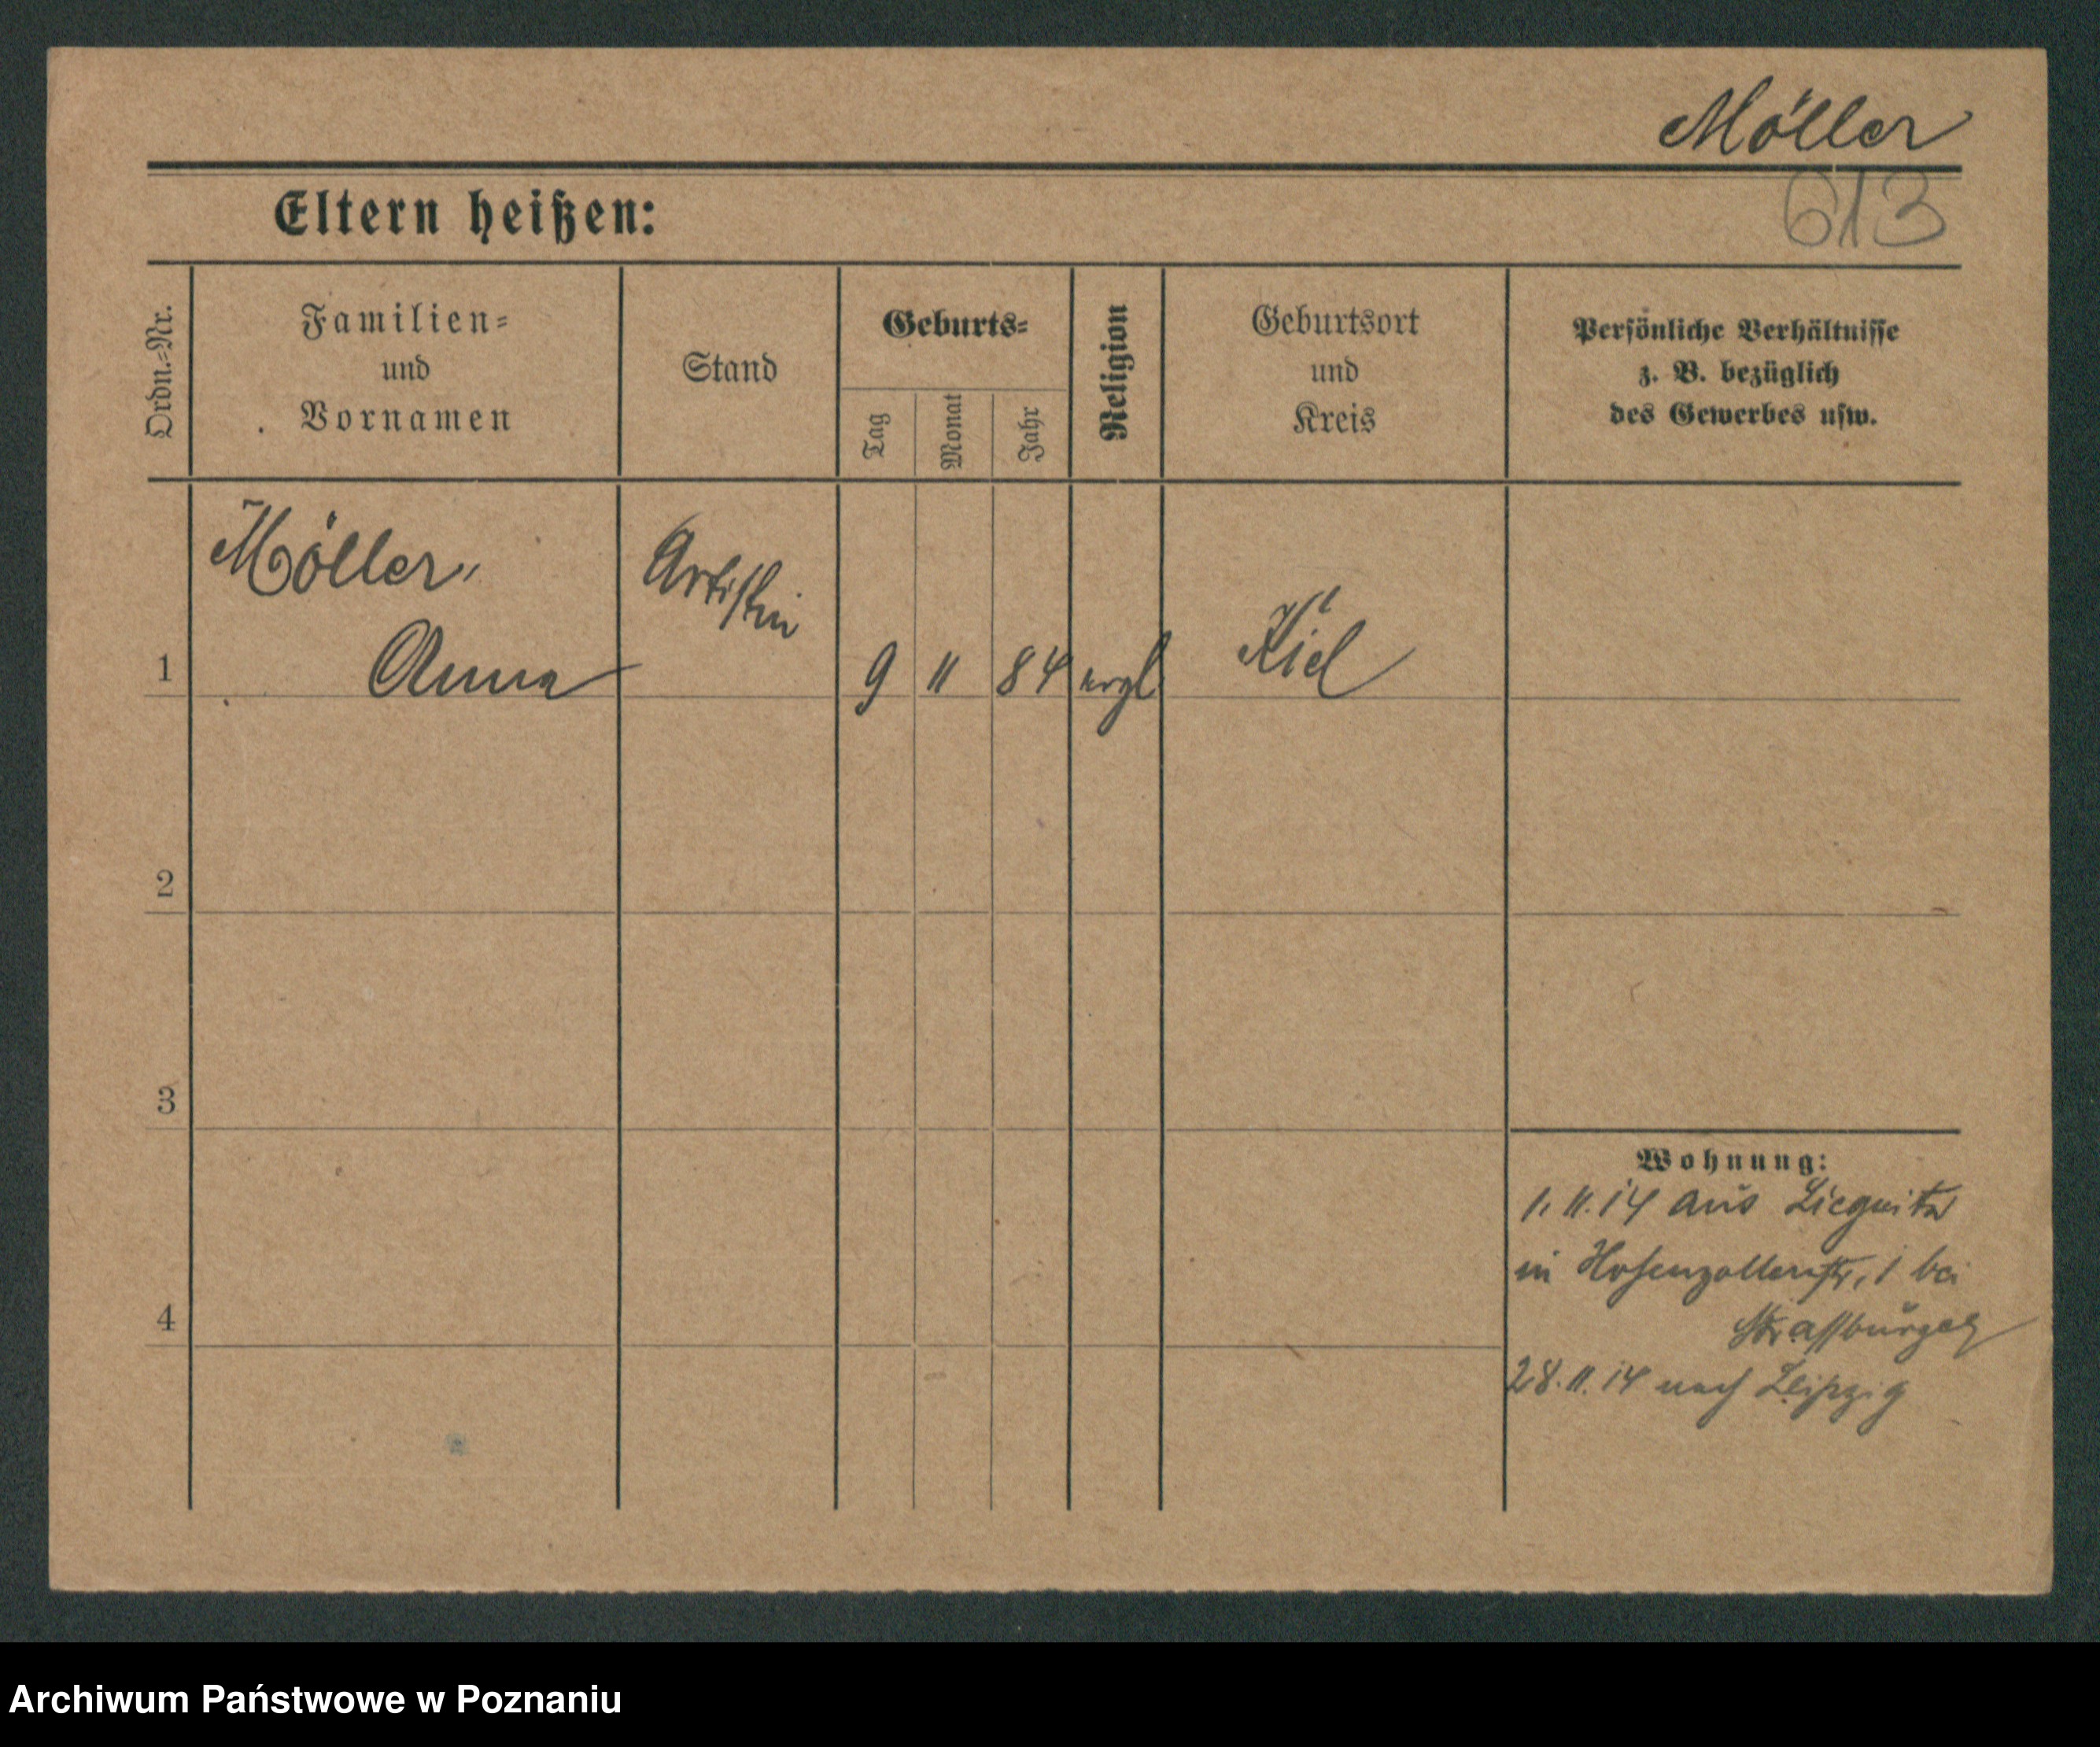 Möller
613
Eltern heißen:
Ordn.-Nr.
Familien-
und
Vornamen
Stand
Geburts-
Tag
Monat
Jahr
Religion
Geburtsort
und
Kreis
Persönliche Verhältnisse
z. B. bezüglich
des Gewerbes usw.
Möller,
Anna
Artistin
1
9 11 84 evgl
Kiel
2
3
4
Wohnung:
1. 11. 14 aus Liegnitz
in Hohenzollernstr. 1 bei
Strassburger
28. 11. 14 nach Leipzig
Archiwum Państwowe w Poznaniu